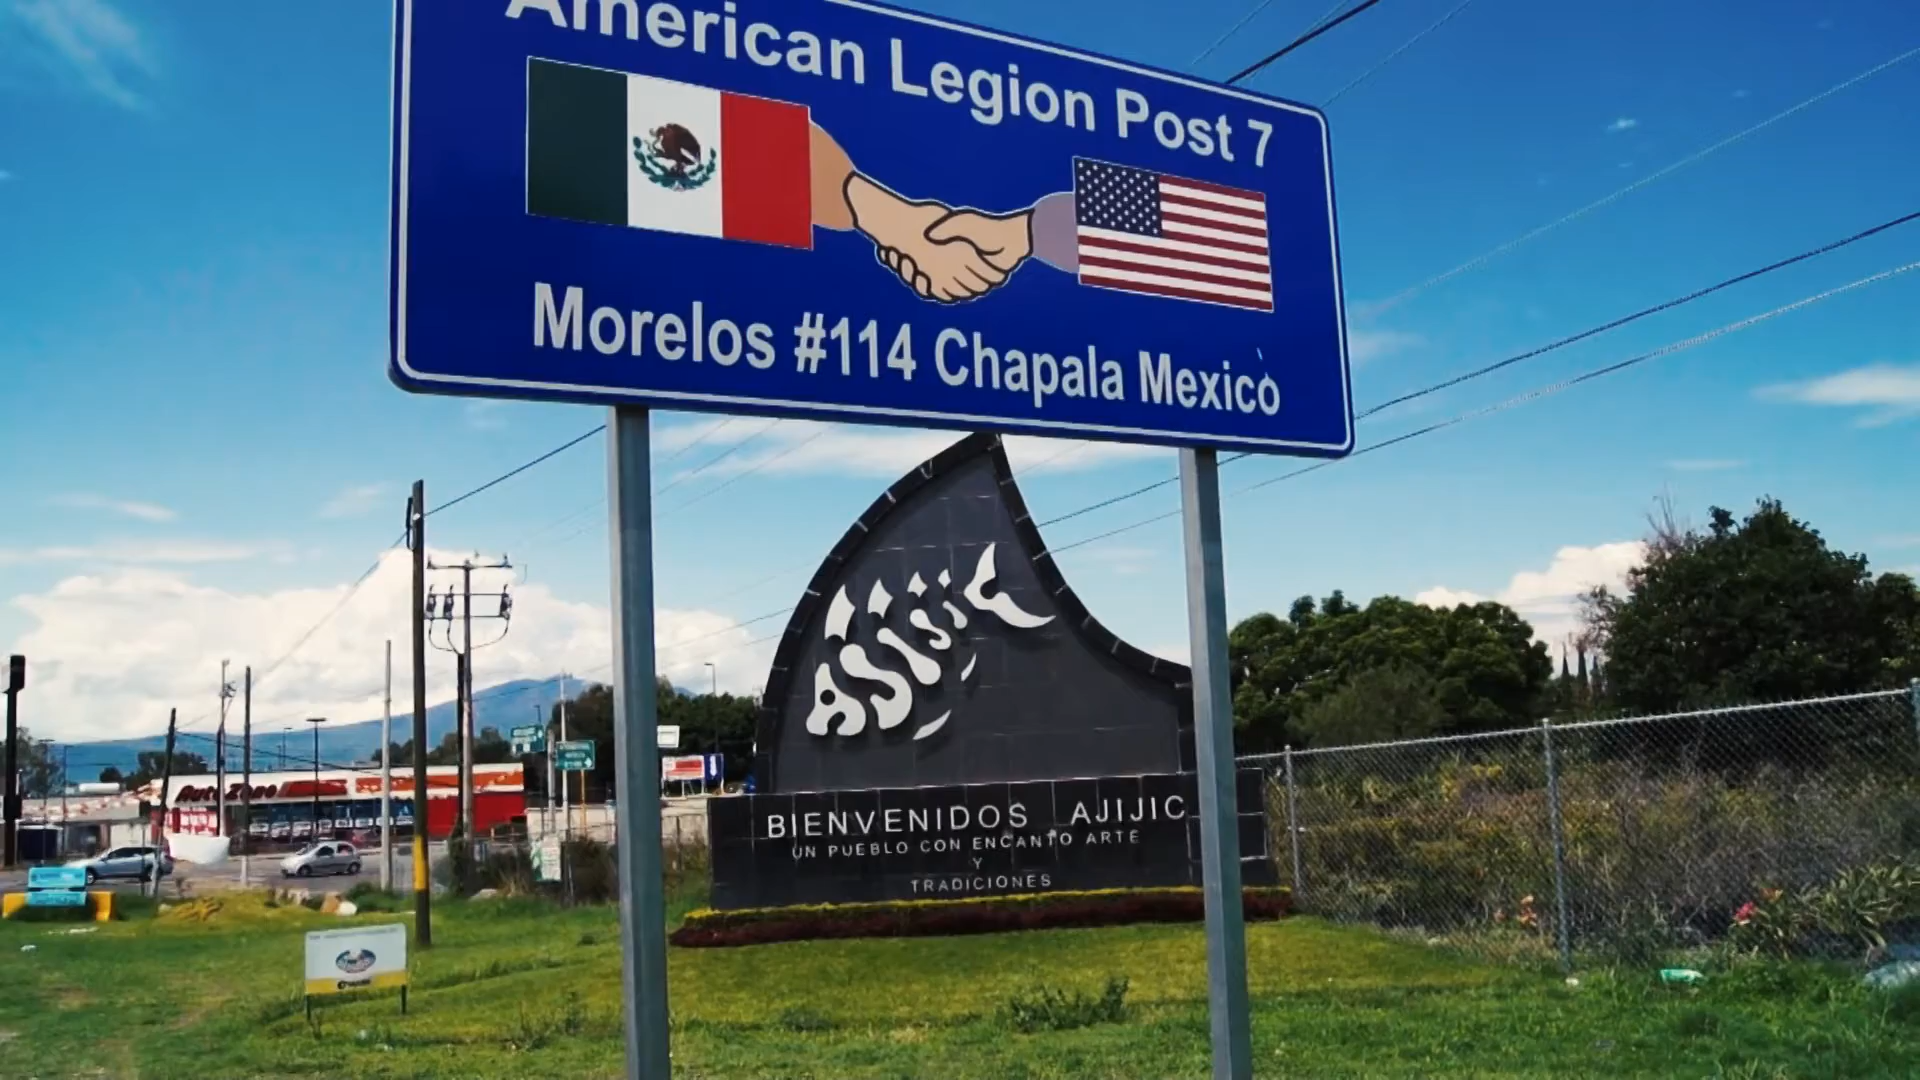 American Legion Post 7
Morelos #114 Chapala Mexico
Ajijic
BIENVENIDOS AJIJIC
UN PUEBLO CON ENCANTO ARTE
Y
TRADICIONES
AutoZone